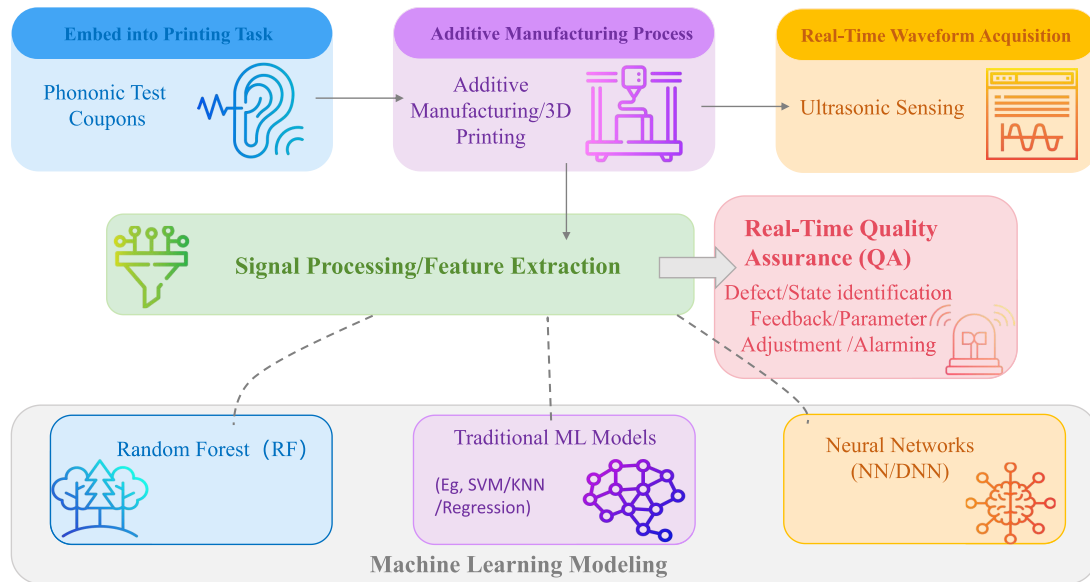 Embed into Printing Task
Phononic Test
Coupons
Additive Manufacturing Process
Additive
Manufacturing/3D
Printing
Real-Time Waveform Acquisition
Ultrasonic Sensing
Signal Processing/Feature Extraction
Real-Time Quality
Assurance (QA)
Defect/State identification
Feedback/Parameter
Adjustment /Alarming
Random Forest（RF）
Traditional ML Models
(Eg, SVM/KNN
/Regression)
Neural Networks
(NN/DNN)
Machine Learning Modeling